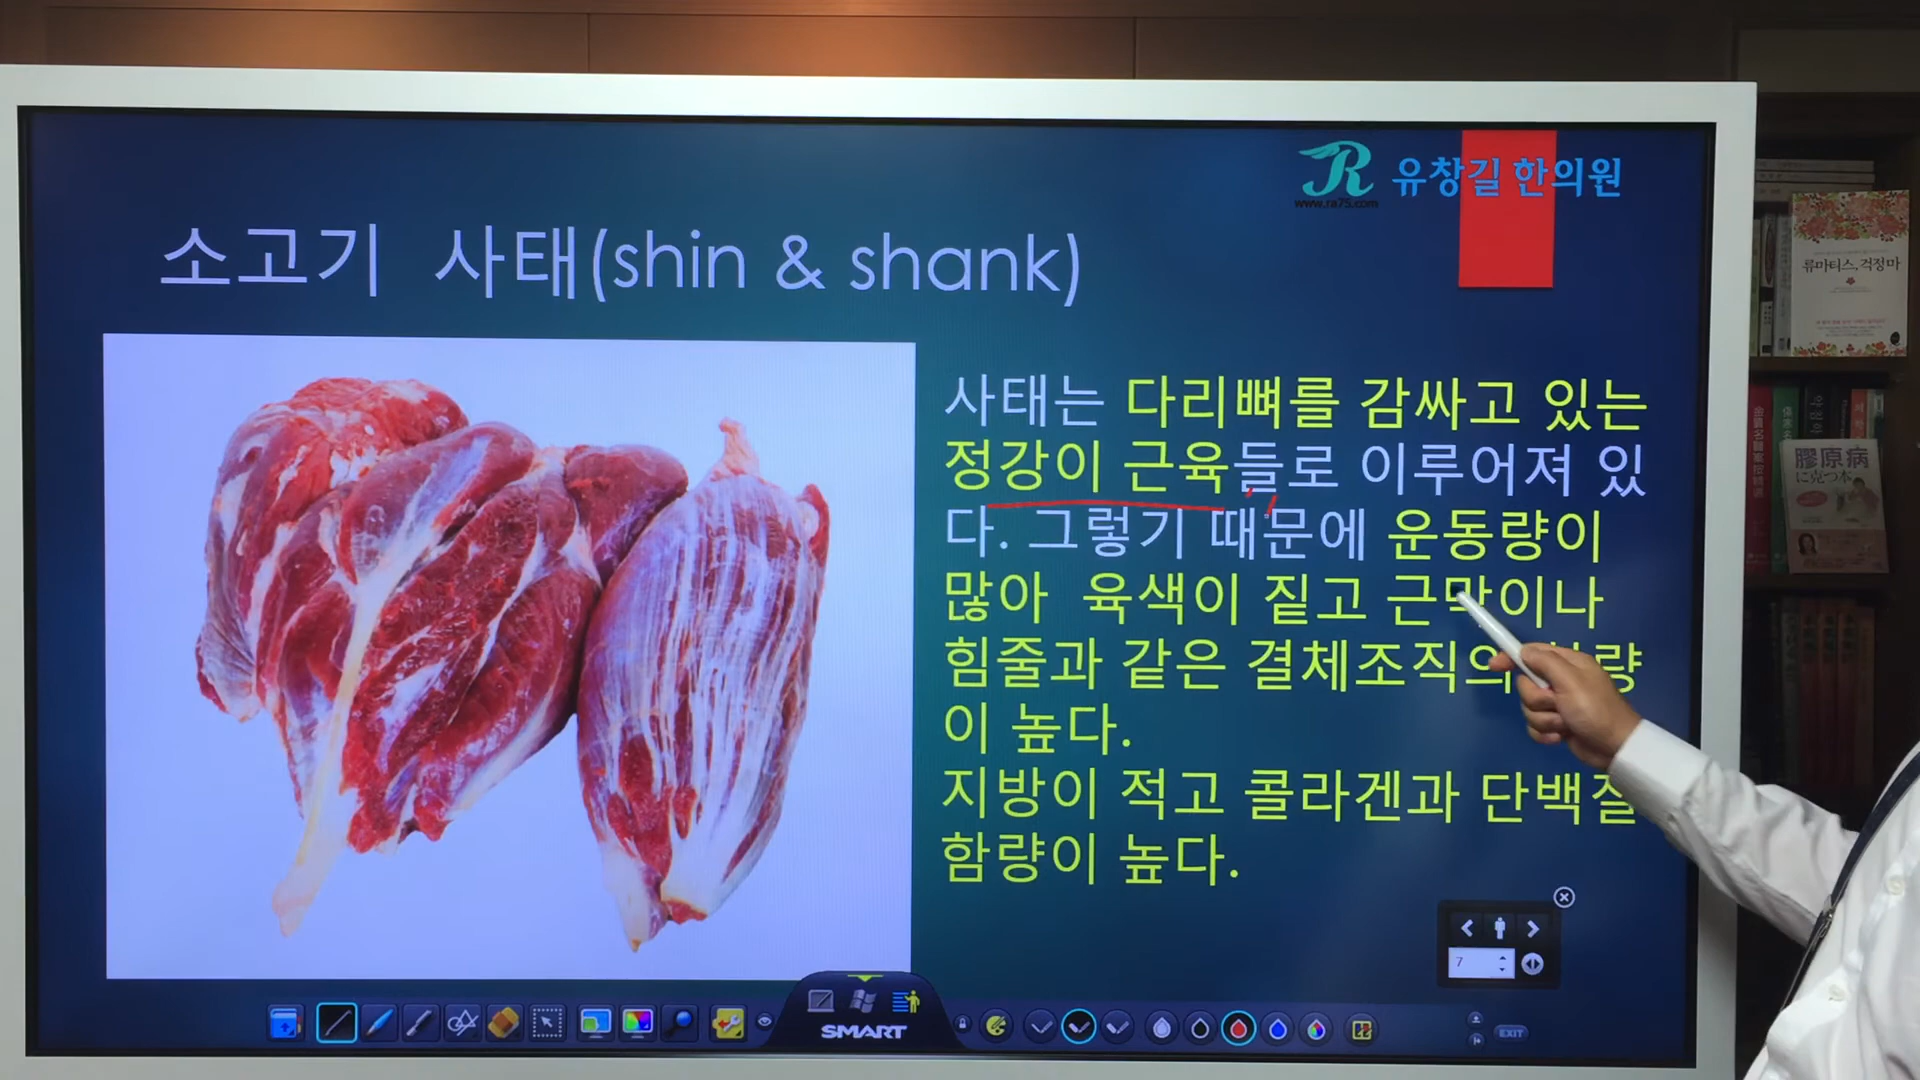 R 유창길 한의원
www.ra75.com
소고기 사태(shin & shank)
사태는 다리뼈를 감싸고 있는
정강이 근육들로 이루어져 있
다. 그렇기 때문에 운동량이
많아 육색이 짙고 근막이나
힘줄과 같은 결체조직의
이 높다.
지방이 적고 콜라겐과 단백질
함량이 높다.
7
SMART
EXIT
류마티스, 걱정마
膠原病
に克つ本